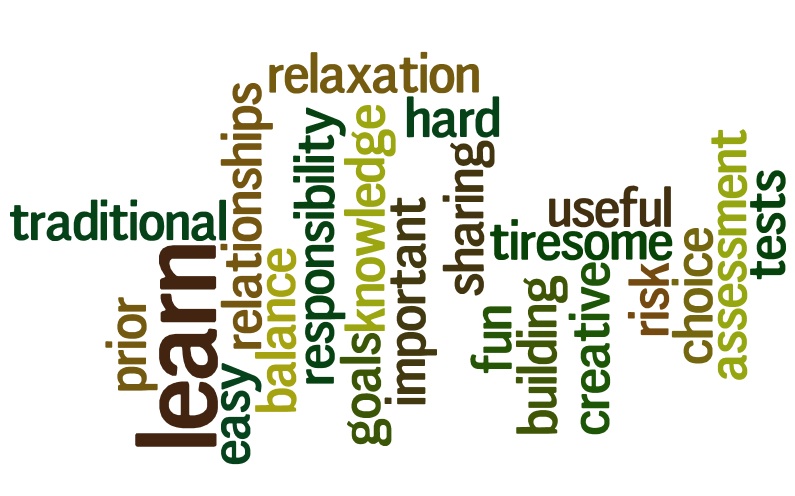 relaxation
hard
traditional
relationships
responsibility
knowledge
sharing
useful
tiresome
assessment
tests
prior
learn
easy
balance
goals
important
fun
building
creative
risk
choice